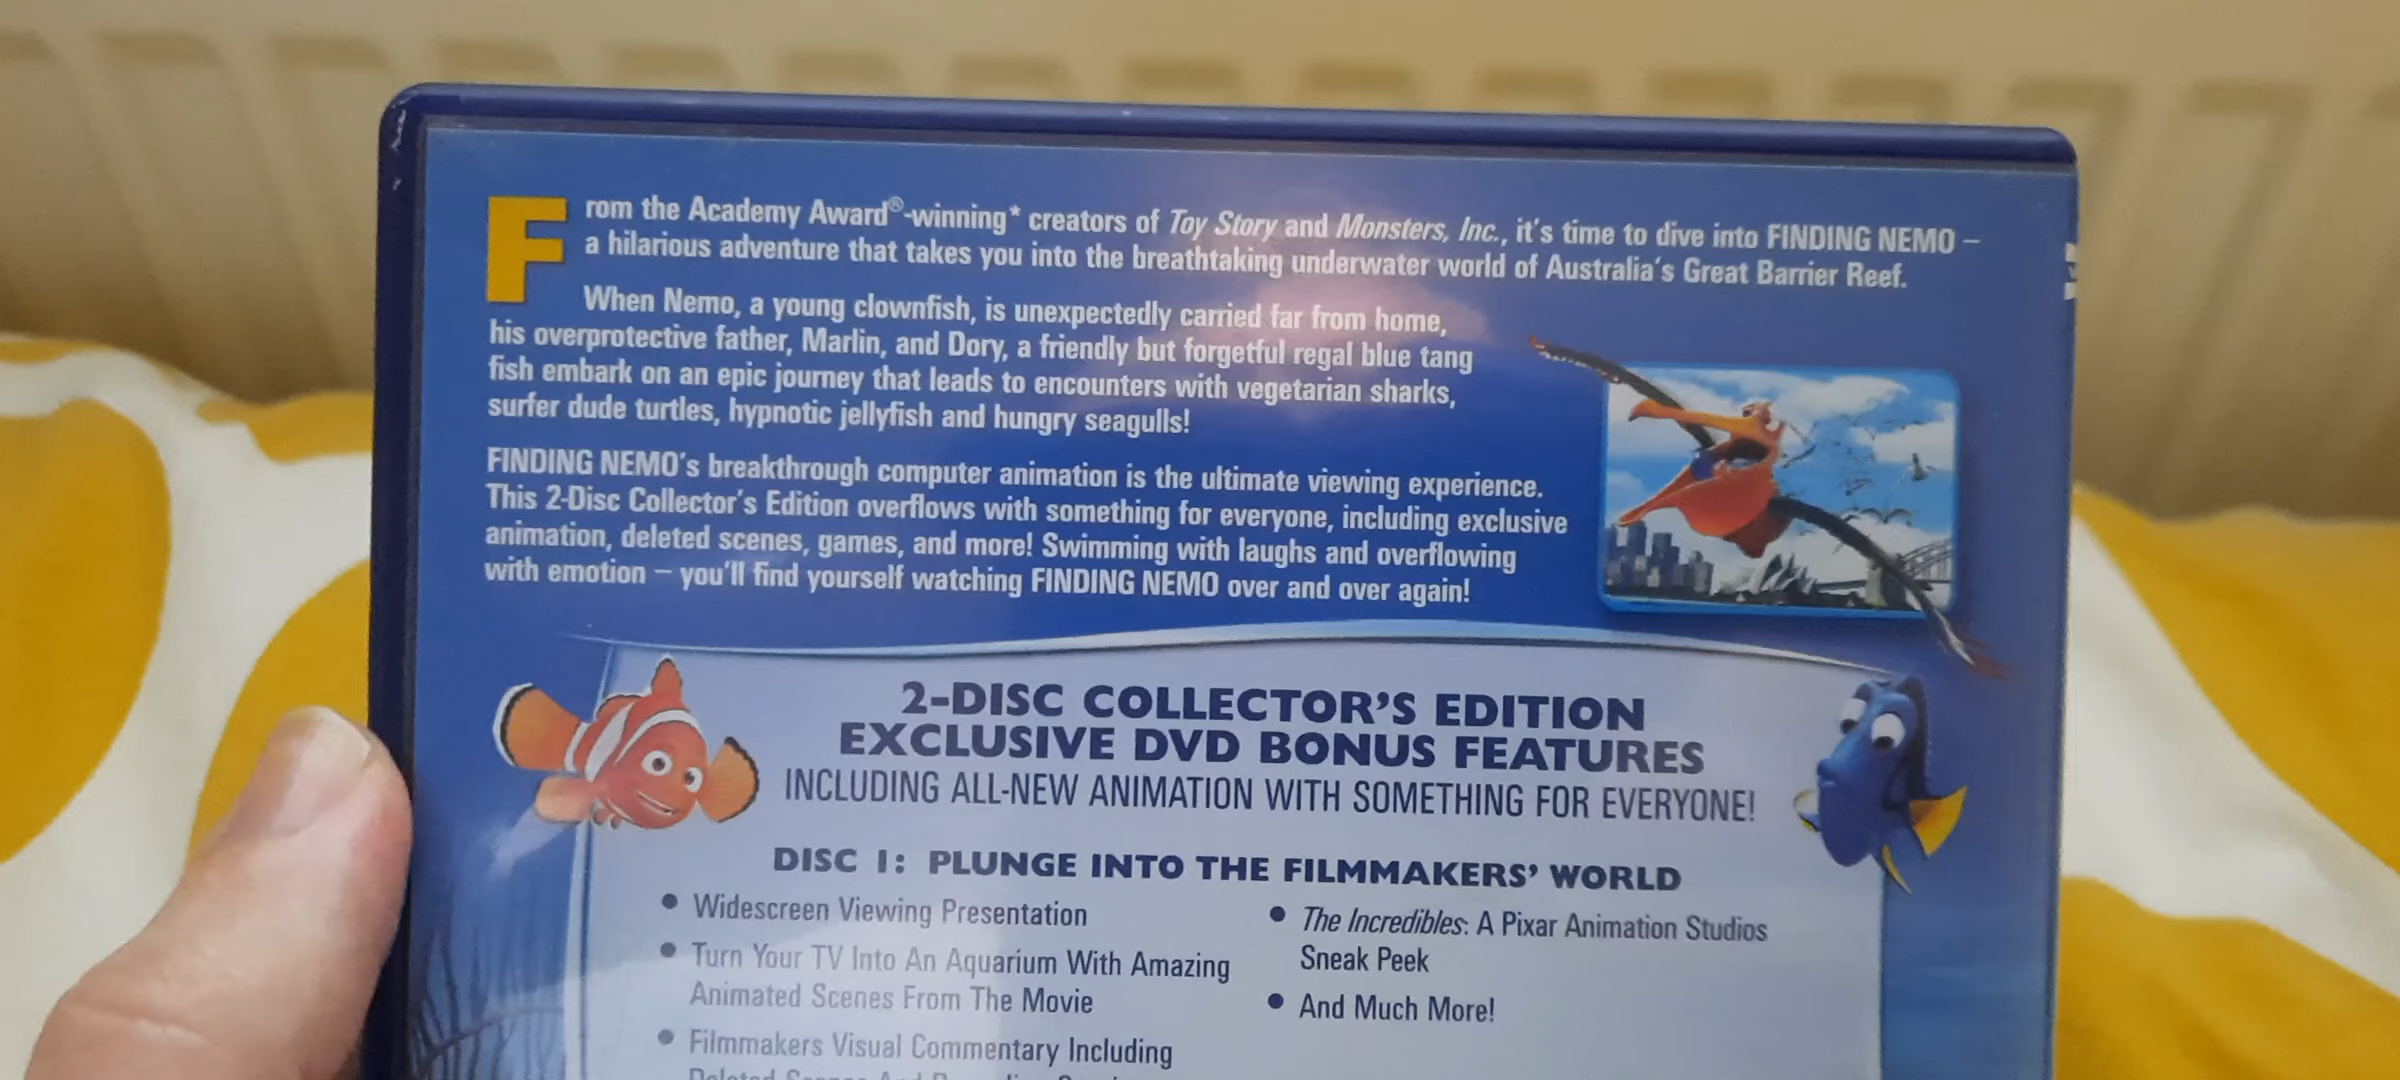 From the Academy Award®-winning* creators of Toy Story and Monsters, Inc., it's time to dive into FINDING NEMO –
a hilarious adventure that takes you into the breathtaking underwater world of Australia's Great Barrier Reef.
When Nemo, a young clownfish, is unexpectedly carried far from home,
his overprotective father, Marlin, and Dory, a friendly but forgetful regal blue tang
fish embark on an epic journey that leads to encounters with vegetarian sharks,
surfer dude turtles, hypnotic jellyfish and hungry seagulls!
FINDING NEMO's breakthrough computer animation is the ultimate viewing experience.
This 2-Disc Collector's Edition overflows with something for everyone, including exclusive
animation, deleted scenes, games, and more! Swimming with laughs and overflowing
with emotion – you'll find yourself watching FINDING NEMO over and over again!
2-DISC COLLECTOR'S EDITION
EXCLUSIVE DVD BONUS FEATURES
INCLUDING ALL-NEW ANIMATION WITH SOMETHING FOR EVERYONE!
DISC 1: PLUNGE INTO THE FILMMAKERS' WORLD
• Widescreen Viewing Presentation
• Turn Your TV Into An Aquarium With Amazing
Animated Scenes From The Movie
• Filmmakers Visual Commentary Including
Deleted Scenes And
• The Incredibles: A Pixar Animation Studios
Sneak Peek
• And Much More!